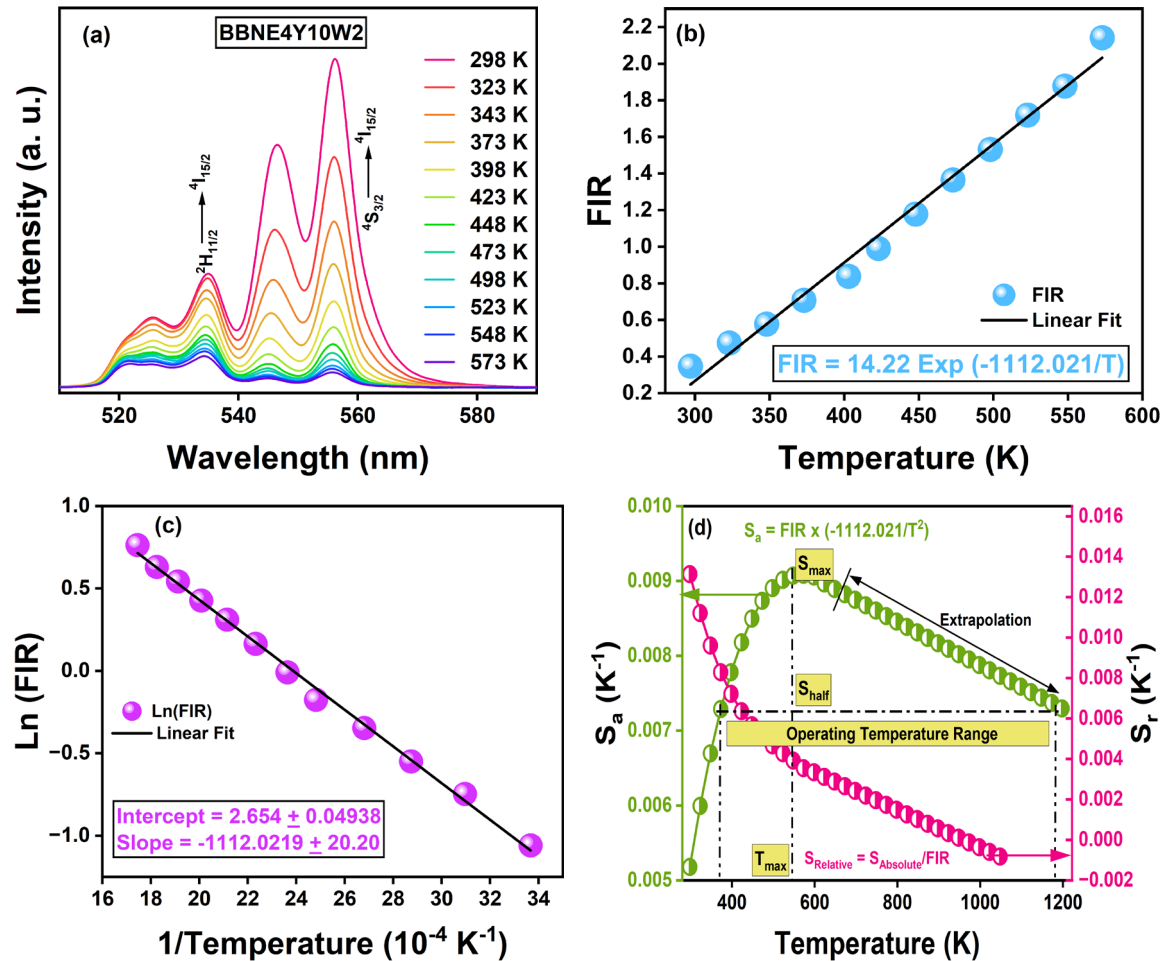 (a)
BBNE4Y10W2
298 K
323 K
343 K
373 K
398 K
423 K
448 K
473 K
498 K
523 K
548 K
573 K
²H₁₁/₂ → ⁴I₁₅/₂
⁴S₃/₂ → ⁴I₁₅/₂
Intensity (a. u.)
520 540 560 580
Wavelength (nm)
(b)
2.2
2.0
1.8
1.6
1.4
1.2
1.0
0.8
0.6
0.4
0.2
FIR
FIR
Linear Fit
FIR = 14.22 Exp (-1112.021/T)
300 350 400 450 500 550 600
Temperature (K)
(c)
1.0
0.5
0.0
−0.5
−1.0
Ln (FIR)
Ln(FIR)
Linear Fit
Intercept = 2.654 ± 0.04938
Slope = -1112.0219 ± 20.20
16 18 20 22 24 26 28 30 32 34
1/Temperature (10⁻⁴ K⁻¹)
(d)
0.010
0.009
0.008
0.007
0.006
0.005
Sₐ (K⁻¹)
Sₐ = FIR x (-1112.021/T²)
Smax
Extrapolation
Shalf
Operating Temperature Range
Tmax
SRelative = SAbsolute/FIR
0.016
0.014
0.012
0.010
0.008
0.006
0.004
0.002
0.000
−0.002
Sᵣ (K⁻¹)
400 600 800 1000 1200
Temperature (K)